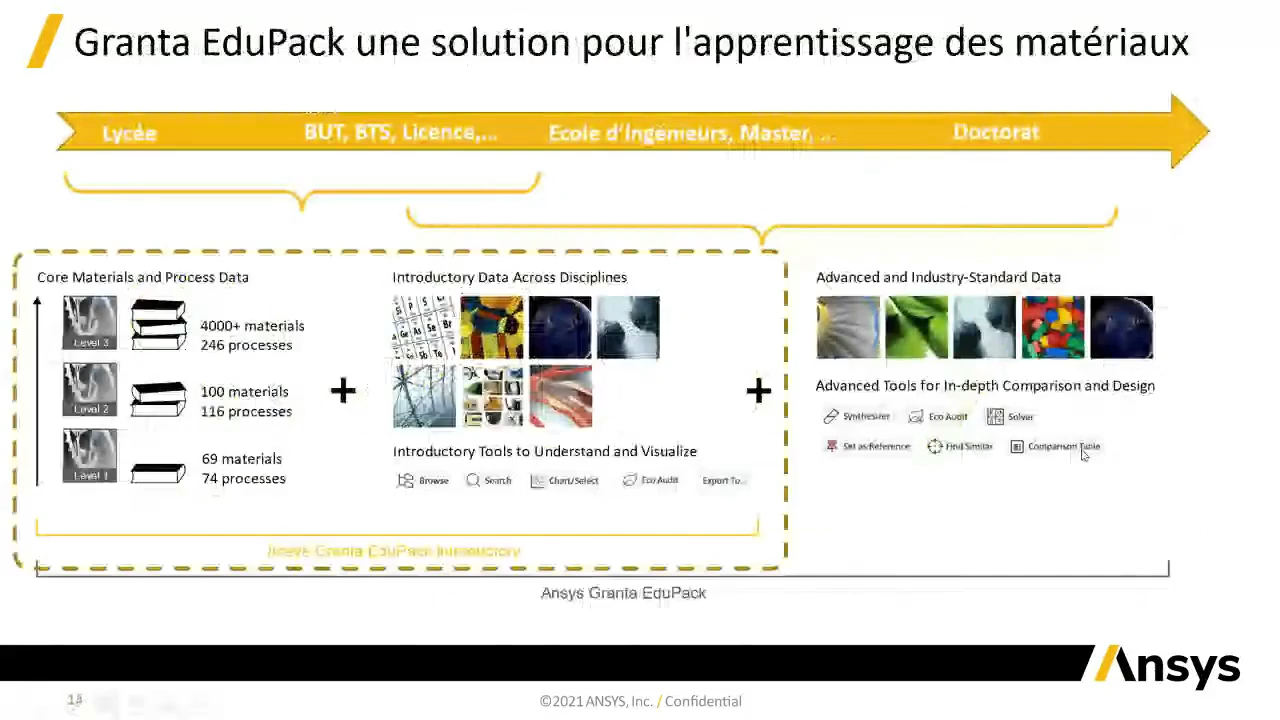 Granta EduPack une solution pour l'apprentissage des matériaux
Lycée
BUT, BTS, Licence,...
Ecole d'Ingénieurs, Master, ...
Doctorat
Core Materials and Process Data
Level 3
4000+ materials
246 processes
Level 2
100 materials
116 processes
Level 1
69 materials
74 processes
+
Introductory Data Across Disciplines
Introductory Tools to Understand and Visualize
Browse
Search
Chart/Select
Eco Audit
Export To...
+
Advanced and Industry-Standard Data
Advanced Tools for In-depth Comparison and Design
Synthesizer
Eco Audit
Solver
Set as Reference
Find Similar
Comparison Table
Ansys Granta EduPack Introductory
Ansys Granta EduPack
Ansys
©2021 ANSYS, Inc. / Confidential